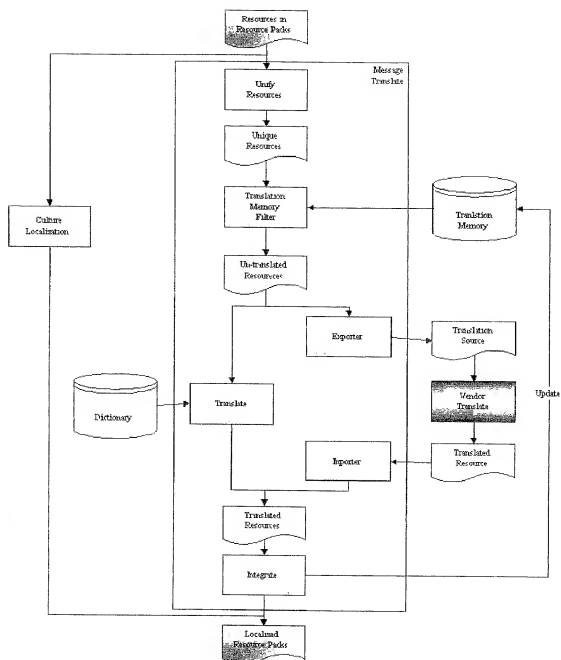 Resources in
Resource Packs
Message
Translate
Unify
Resources
Unique
Resources
Translation
Memory
Filter
Transltion
Memory
Culture
Localization
Un-translated
Resoureces
Exporter
Translation
Source
Dictionary
Translate
Vendor
Translate
Update
Importer
Translated
Resource
Translated
Resources
Integrate
Localized
Resource Packs